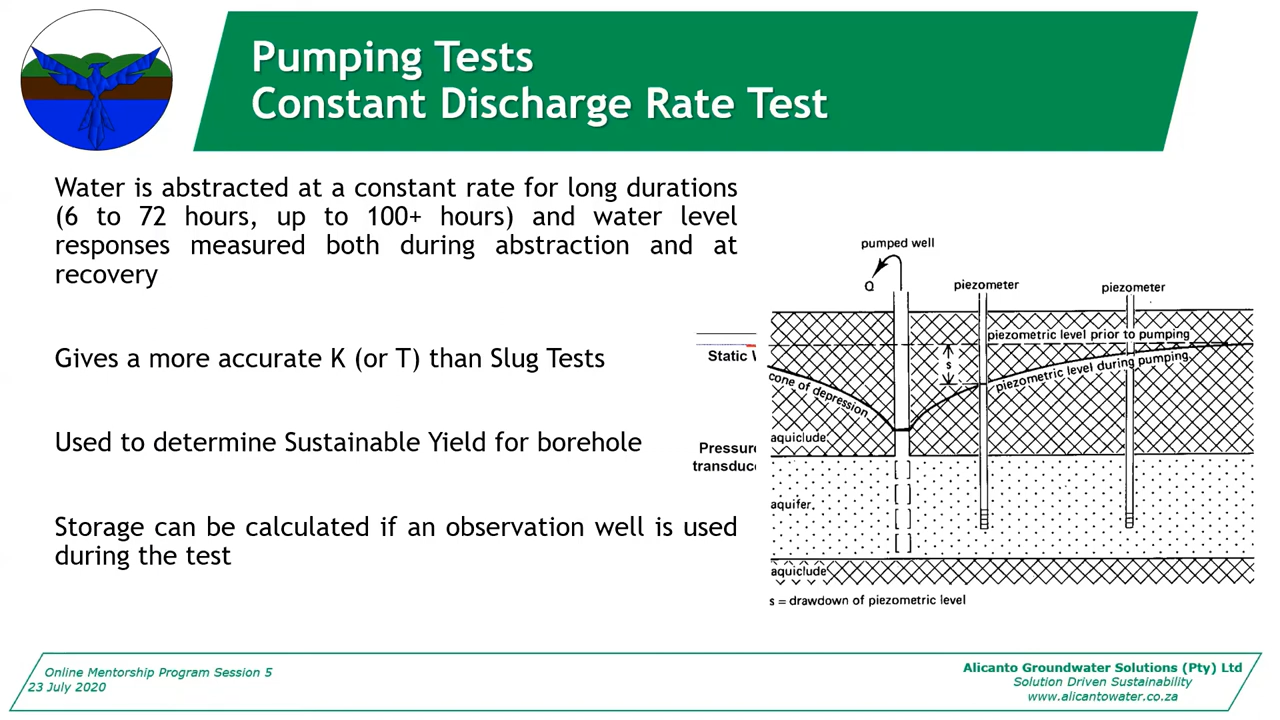 Pumping Tests
Constant Discharge Rate Test
Water is abstracted at a constant rate for long durations
(6 to 72 hours, up to 100+ hours) and water level
responses measured both during abstraction and at
recovery
Gives a more accurate K (or T) than Slug Tests
Used to determine Sustainable Yield for borehole
Storage can be calculated if an observation well is used
during the test
pumped well
Q
piezometer
piezometer
piezometric level prior to pumping
Static
s
piezometric level during pumping
cone of depression
aquiclude
Pressure
transduc
aquifer
aquiclude
s = drawdown of piezometric level
Online Mentorship Program Session 5
23 July 2020
Alicanto Groundwater Solutions (Pty) Ltd
Solution Driven Sustainability
www.alicantowater.co.za